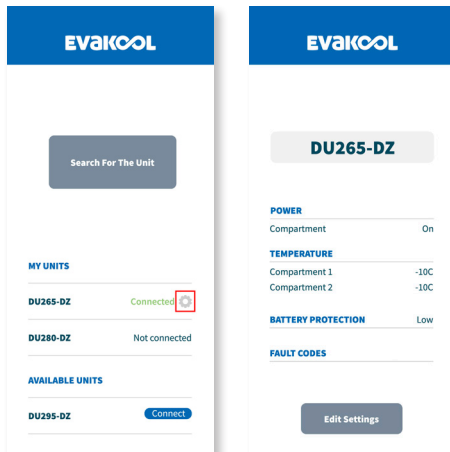 EVAKOOL
Search For The Unit
MY UNITS
DU265-DZ Connected
DU280-DZ Not connected
AVAILABLE UNITS
DU295-DZ Connect
EVAKOOL
DU265-DZ
POWER
Compartment On
TEMPERATURE
Compartment 1 -10C
Compartment 2 -10C
BATTERY PROTECTION Low
FAULT CODES
Edit Settings